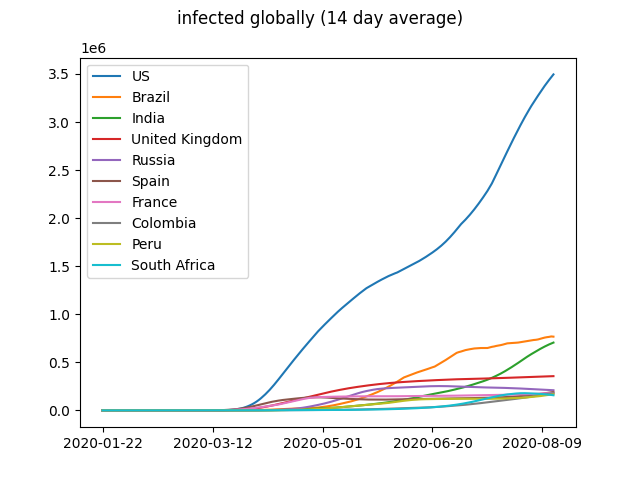 infected globally (14 day average)
1e6
3.5
3.0
2.5
2.0
1.5
1.0
0.5
0.0
US
Brazil
India
United Kingdom
Russia
Spain
France
Colombia
Peru
South Africa
2020-01-22 2020-03-12 2020-05-01 2020-06-20 2020-08-09